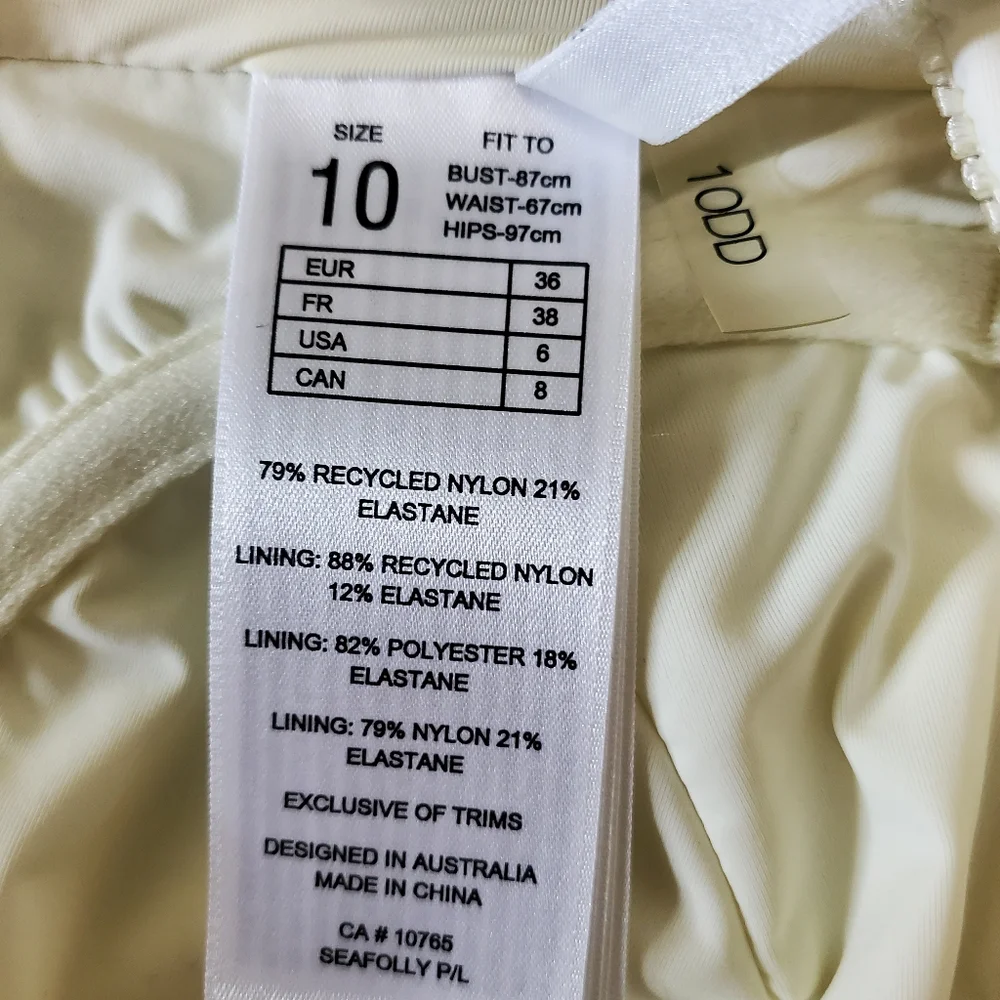 SIZE
10
FIT TO
BUST-87cm
WAIST-67cm
HIPS-97cm
EUR 36
FR 38
USA 6
CAN 8
79% RECYCLED NYLON 21%
ELASTANE
LINING: 88% RECYCLED NYLON
12% ELASTANE
LINING: 82% POLYESTER 18%
ELASTANE
LINING: 79% NYLON 21%
ELASTANE
EXCLUSIVE OF TRIMS
DESIGNED IN AUSTRALIA
MADE IN CHINA
CA # 10765
SEAFOLLY P/L
10DD